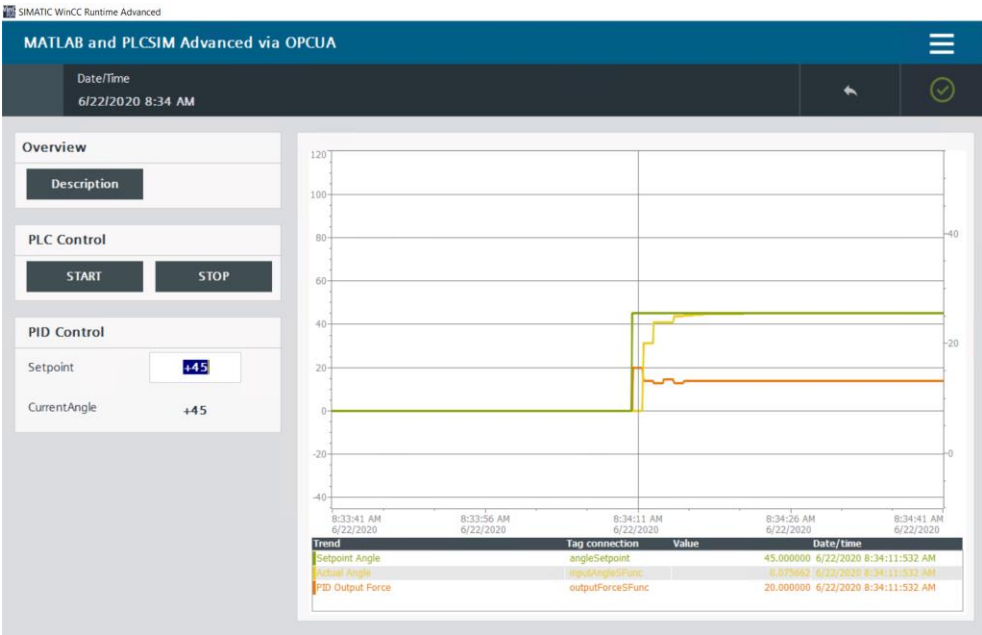 SIMATIC WinCC Runtime Advanced
MATLAB and PLCSIM Advanced via OPCUA
Date/Time
6/22/2020 8:34 AM
Overview
Description
PLC Control
START STOP
PID Control
Setpoint +45
CurrentAngle +45
120
100
80
60
40
20
0
-20
-40
40
20
0
8:33:41 AM 8:33:56 AM 8:34:11 AM 8:34:26 AM 8:34:41 AM
6/22/2020 6/22/2020 6/22/2020 6/22/2020 6/22/2020
Trend Tag connection Value Date/time
Setpoint Angle angleSetpoint 45.000000 6/22/2020 8:34:11:532 AM
Actual Angle inputAngleSFunc 0.075662 6/22/2020 8:34:11:532 AM
PID Output Force outputForceSFunc 20.000000 6/22/2020 8:34:11:532 AM